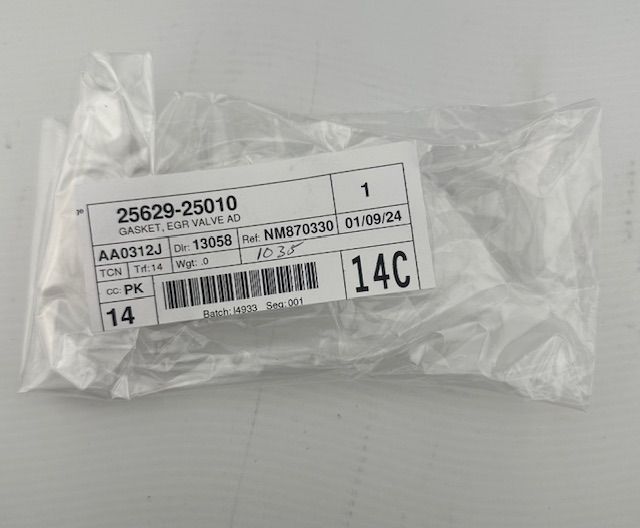 25629-25010
GASKET, EGR VALVE AD
1
AA0312J Dlr: 13058 Ref: NM870330 01/09/24
TCN Trf:14 Wgt: .0 1035
CC: PK
14
14C
Batch: I4933 Seq: 001